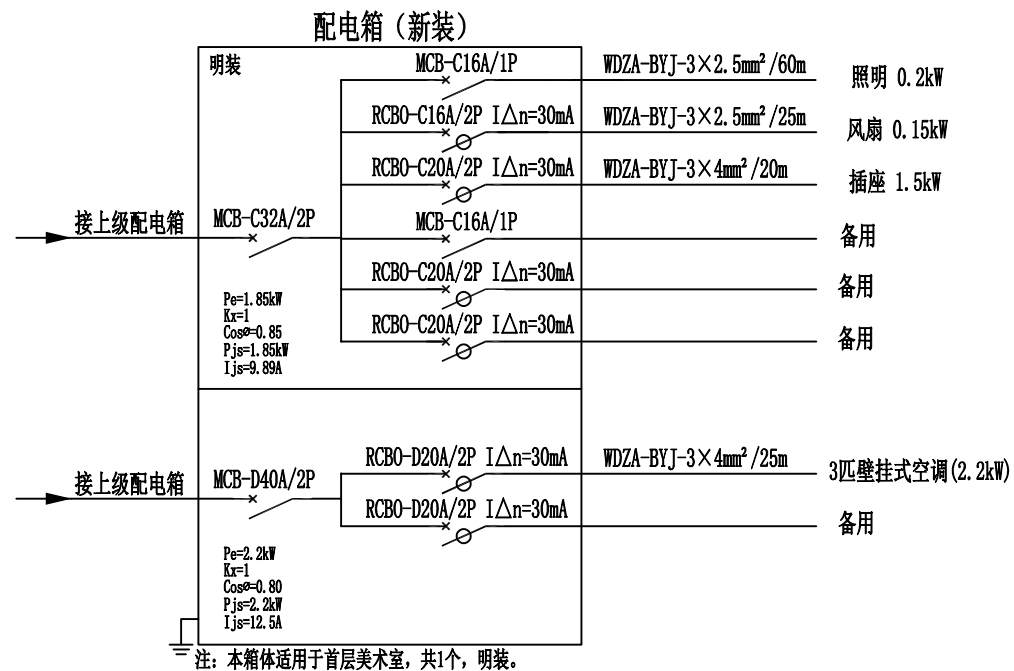 配电箱（新装）
明装
MCB-C16A/1P
WDZA-BYJ-3×2.5mm²/60m
照明 0.2kW
RCBO-C16A/2P I△n=30mA
WDZA-BYJ-3×2.5mm²/25m
风扇 0.15kW
RCBO-C20A/2P I△n=30mA
WDZA-BYJ-3×4mm²/20m
插座 1.5kW
接上级配电箱
MCB-C32A/2P
MCB-C16A/1P
备用
RCBO-C20A/2P I△n=30mA
备用
RCBO-C20A/2P I△n=30mA
备用
Pe=1.85kW
Kx=1
Cosø=0.85
Pjs=1.85kW
Ijs=9.89A
RCBO-D20A/2P I△n=30mA
WDZA-BYJ-3×4mm²/25m
3匹壁挂式空调(2.2kW)
接上级配电箱
MCB-D40A/2P
RCBO-D20A/2P I△n=30mA
备用
Pe=2.2kW
Kx=1
Cosø=0.80
Pjs=2.2kW
Ijs=12.5A
注：本箱体适用于首层美术室，共1个，明装。